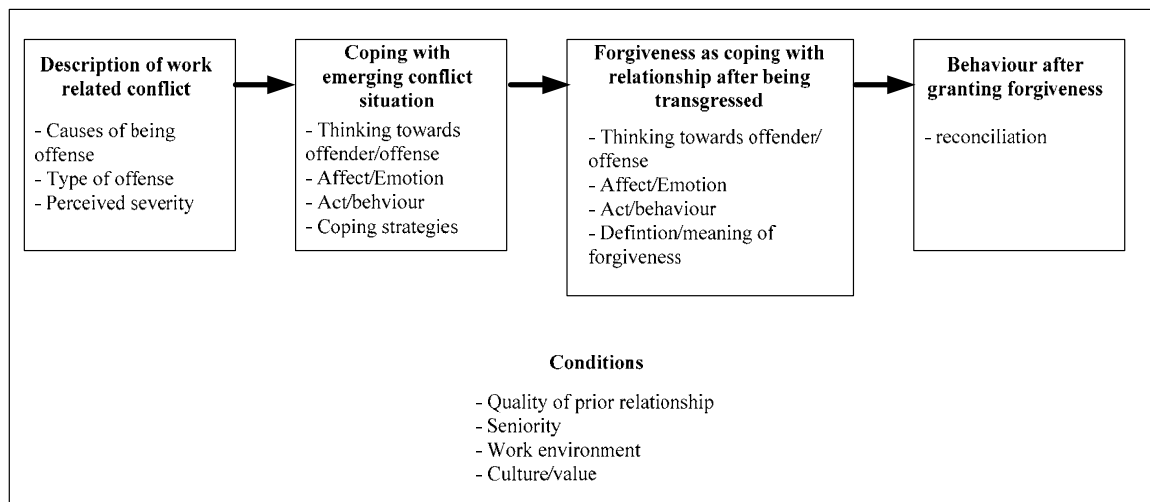 Description of work
related conflict
- Causes of being
offense
- Type of offense
- Perceived severity
Coping with
emerging conflict
situation
- Thinking towards
offender/offense
- Affect/Emotion
- Act/behviour
- Coping strategies
Forgiveness as coping with
relationship after being
transgressed
- Thinking towards offender/
offense
- Affect/Emotion
- Act/behaviour
- Defintion/meaning of
forgiveness
Behaviour after
granting forgiveness
- reconciliation
Conditions
- Quality of prior relationship
- Seniority
- Work environment
- Culture/value